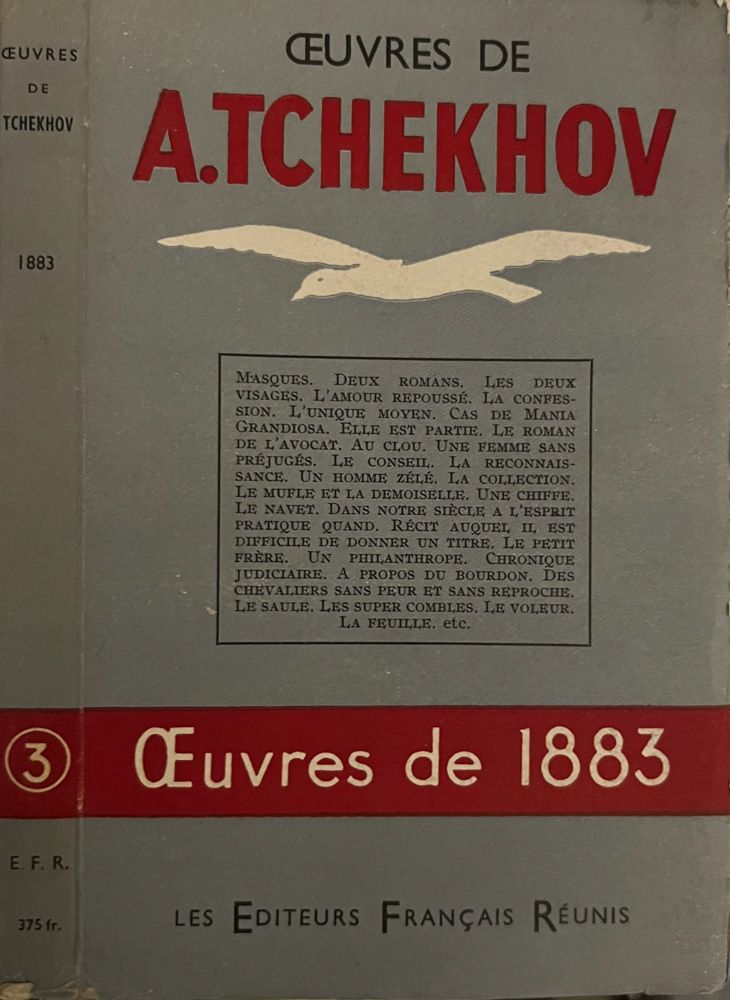 ŒUVRES
DE
TCHEKHOV
1883
3
E. F. R.
375 fr.
ŒUVRES DE
A.TCHEKHOV
MASQUES. DEUX ROMANS. LES DEUX
VISAGES. L'AMOUR REPOUSSÉ. LA CONFES-
SION. L'UNIQUE MOYEN. CAS DE MANIA
GRANDIOSA. ELLE EST PARTIE. LE ROMAN
DE L'AVOCAT. AU CLOU. UNE FEMME SANS
PRÉJUGÉS. LE CONSEIL. LA RECONNAIS-
SANCE. UN HOMME ZÉLÉ. LA COLLECTION.
LE MUFLE ET LA DEMOISELLE. UNE CHIFFE.
LE NAVET. DANS NOTRE SIÈCLE A L'ESPRIT
PRATIQUE QUAND. RÉCIT AUQUEL IL EST
DIFFICILE DE DONNER UN TITRE. LE PETIT
FRÈRE. UN PHILANTHROPE. CHRONIQUE
JUDICIAIRE. A PROPOS DU BOURDON. DES
CHEVALIERS SANS PEUR ET SANS REPROCHE.
LE SAULE. LES SUPER COMBLES. LE VOLEUR.
LA FEUILLE. etc.
Œuvres de 1883
LES EDITEURS FRANÇAIS RÉUNIS